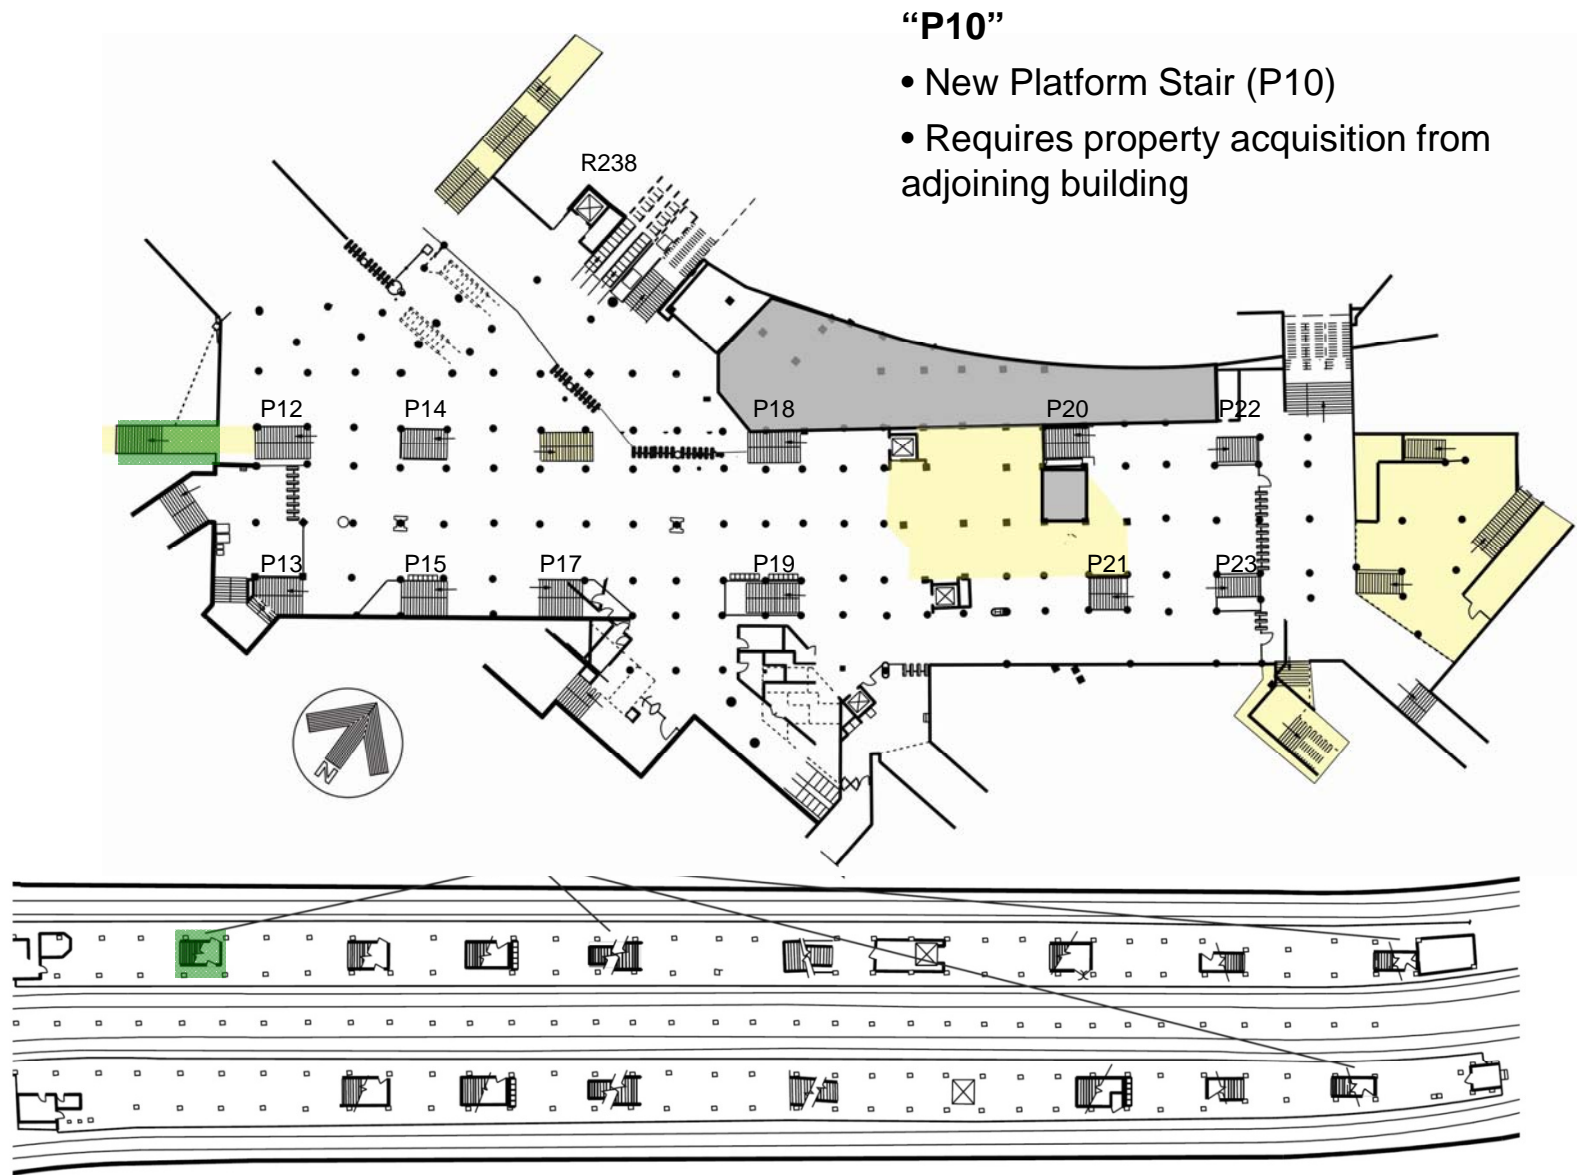 “P10”
• New Platform Stair (P10)
• Requires property acquisition from
adjoining building
R238
P12
P14
P18
P20
P22
P13
P15
P17
P19
P21
P23
N